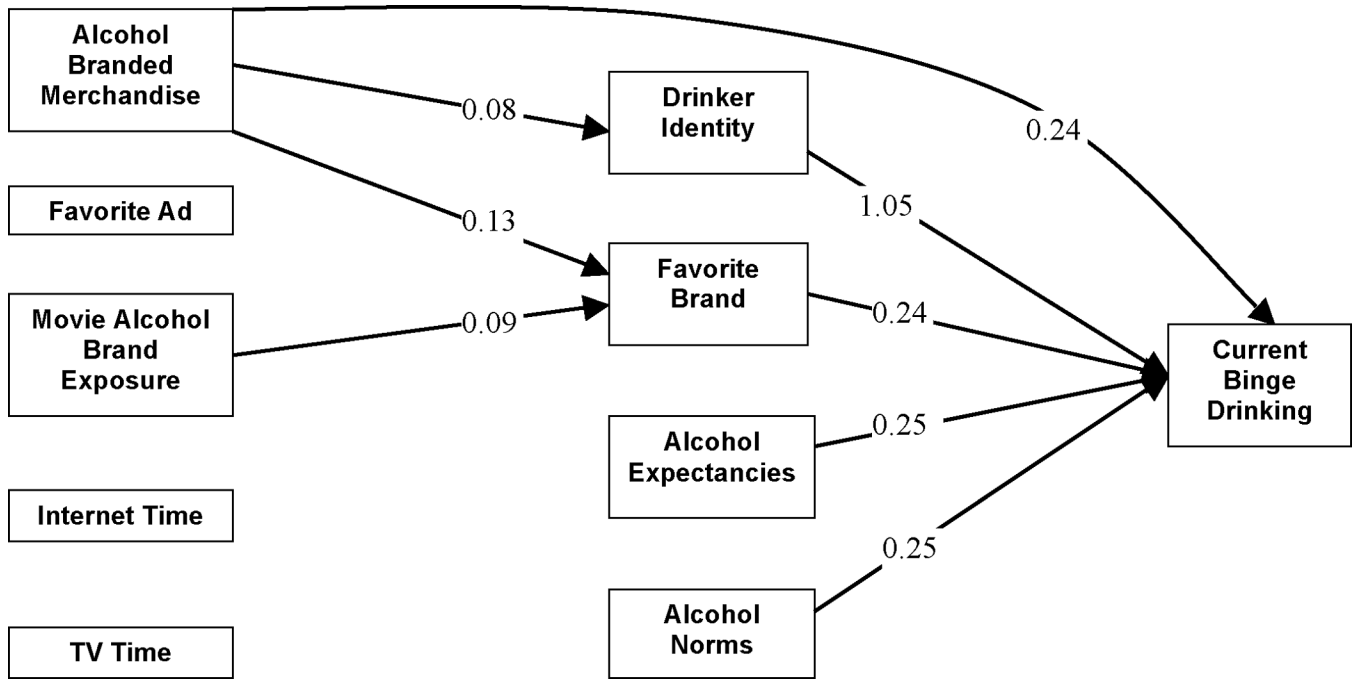 Alcohol
Branded
Merchandise
Favorite Ad
Movie Alcohol
Brand
Exposure
Internet Time
TV Time
0.08
0.13
0.09
Drinker
Identity
Favorite
Brand
Alcohol
Expectancies
Alcohol
Norms
0.24
1.05
0.24
0.25
0.25
Current
Binge
Drinking